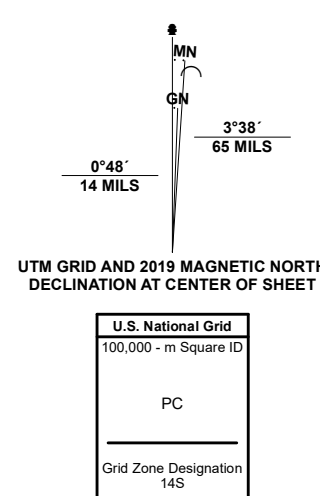 MN
GN
3°38´
65 MILS
0°48´
14 MILS
UTM GRID AND 2019 MAGNETIC NORTH
DECLINATION AT CENTER OF SHEET
U.S. National Grid
100,000 - m Square ID
PC
Grid Zone Designation
14S